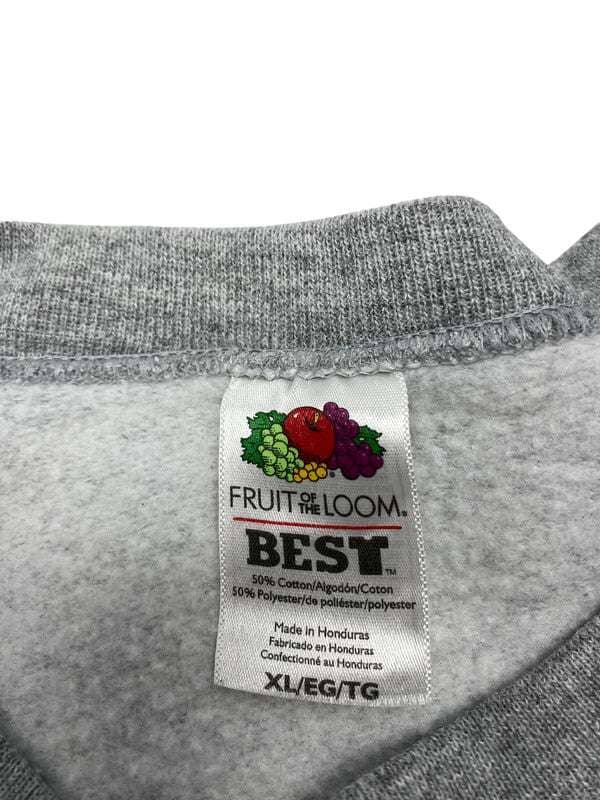 FRUIT OF THE LOOM®
BEST™
50% Cotton/Algodón/Coton
50% Polyester/de poliéster/polyester
Made in Honduras
Fabricado en Honduras
Confectionné au Honduras
XL/EG/TG